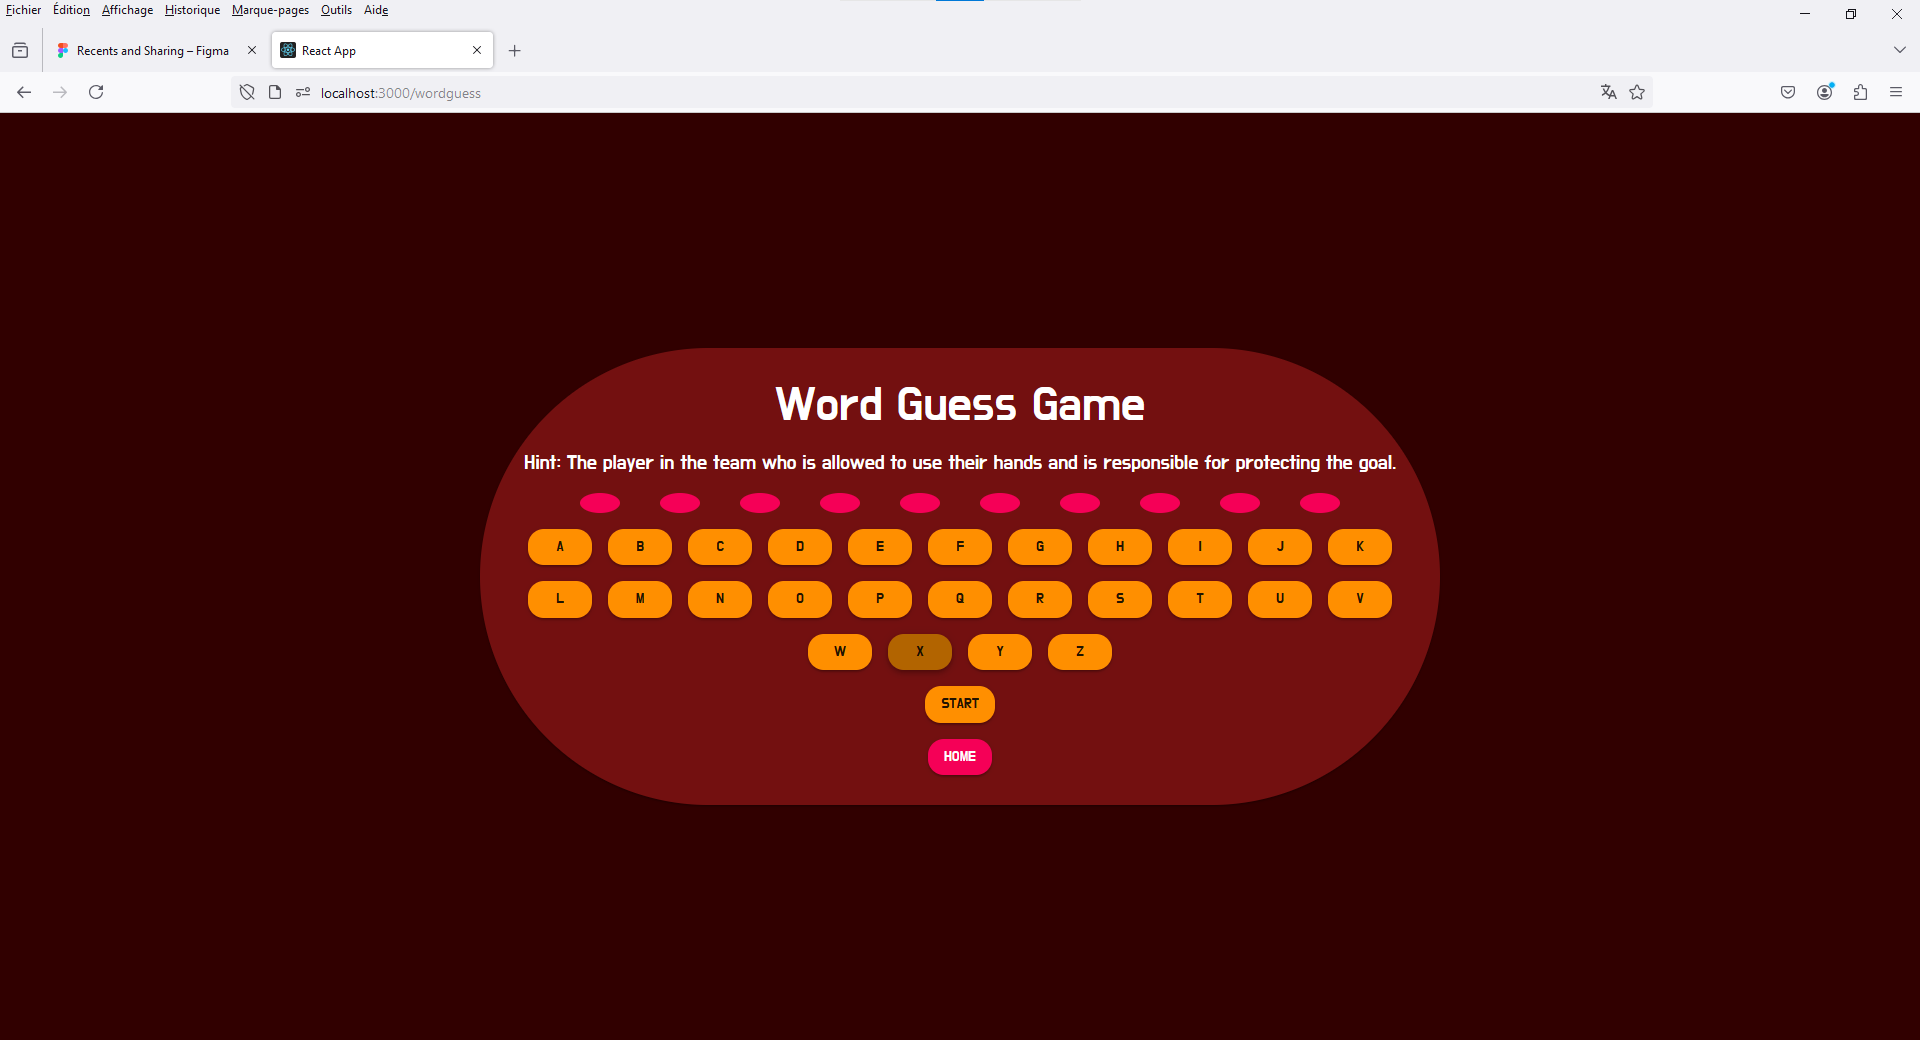 Fichier Édition Affichage Historique Marque-pages Outils Aide
Recents and Sharing – Figma React App
localhost:3000/wordguess
Word Guess Game
Hint: The player in the team who is allowed to use their hands and is responsible for protecting the goal.
A B C D E F G H I J K
L M N O P Q R S T U V
W X Y Z
START
HOME